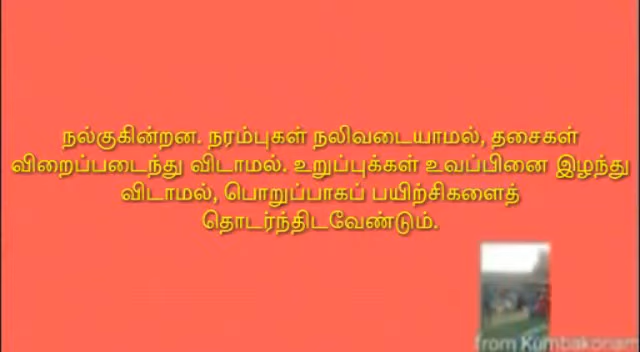 நல்குகின்றன. நரம்புகள் நலிவடையாமல், தசைகள்
விறைப்படைந்து விடாமல். உறுப்புக்கள் உவப்பினை இழந்து
விடாமல், பொறுப்பாகப் பயிற்சிகளைத்
தொடர்ந்திடவேண்டும்.
from Kumbakonam